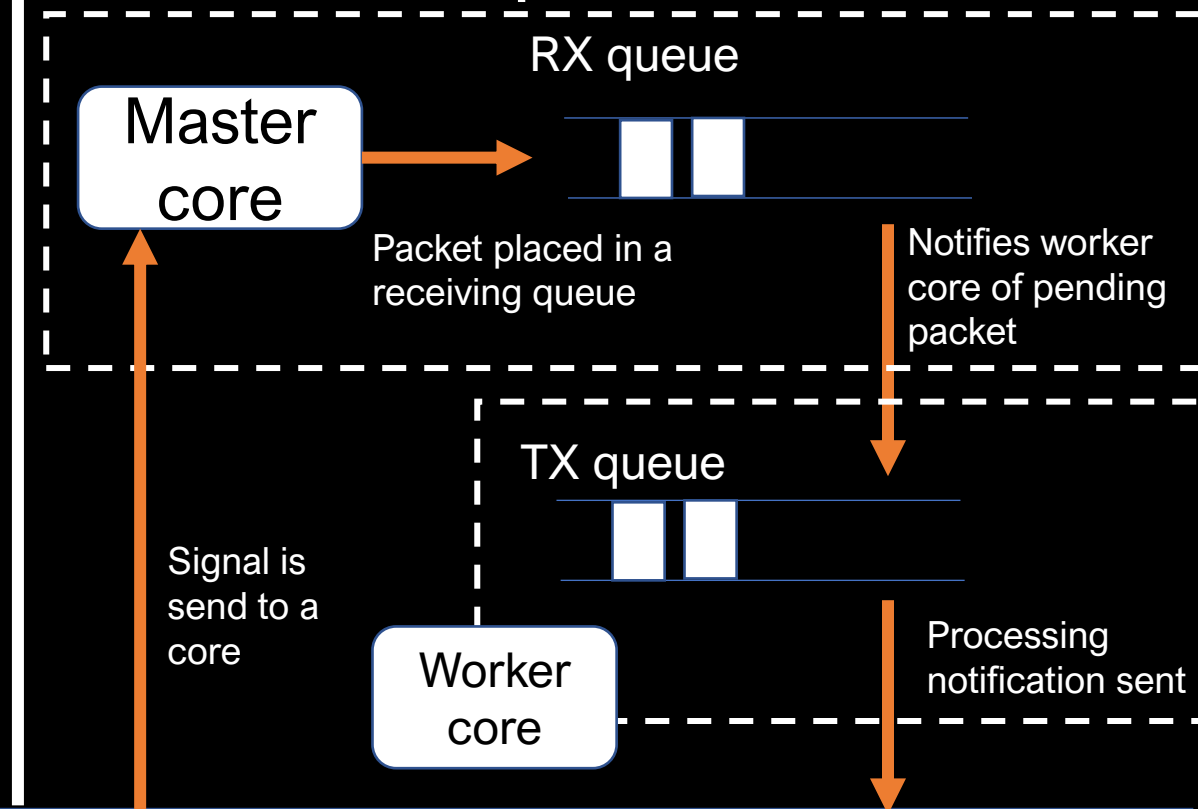 RX queue
Master
core
Packet placed in a
receiving queue
Notifies worker
core of pending
packet
TX queue
Signal is
send to a
core
Worker
core
Processing
notification sent